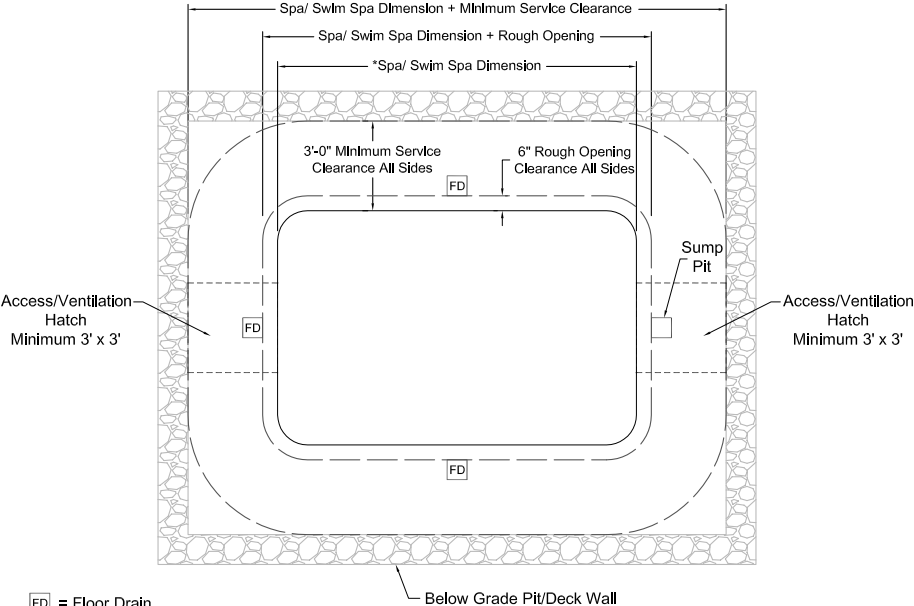 Spa/ Swim Spa Dimension + Minimum Service Clearance
Spa/ Swim Spa Dimension + Rough Opening
*Spa/ Swim Spa Dimension
3'-0" Minimum Service
Clearance All Sides
6" Rough Opening
Clearance All Sides
FD
Sump
Pit
Access/Ventilation
Hatch
Minimum 3' x 3'
FD
Access/Ventilation
Hatch
Minimum 3' x 3'
FD
FD = Floor Drain
Below Grade Pit/Deck Wall